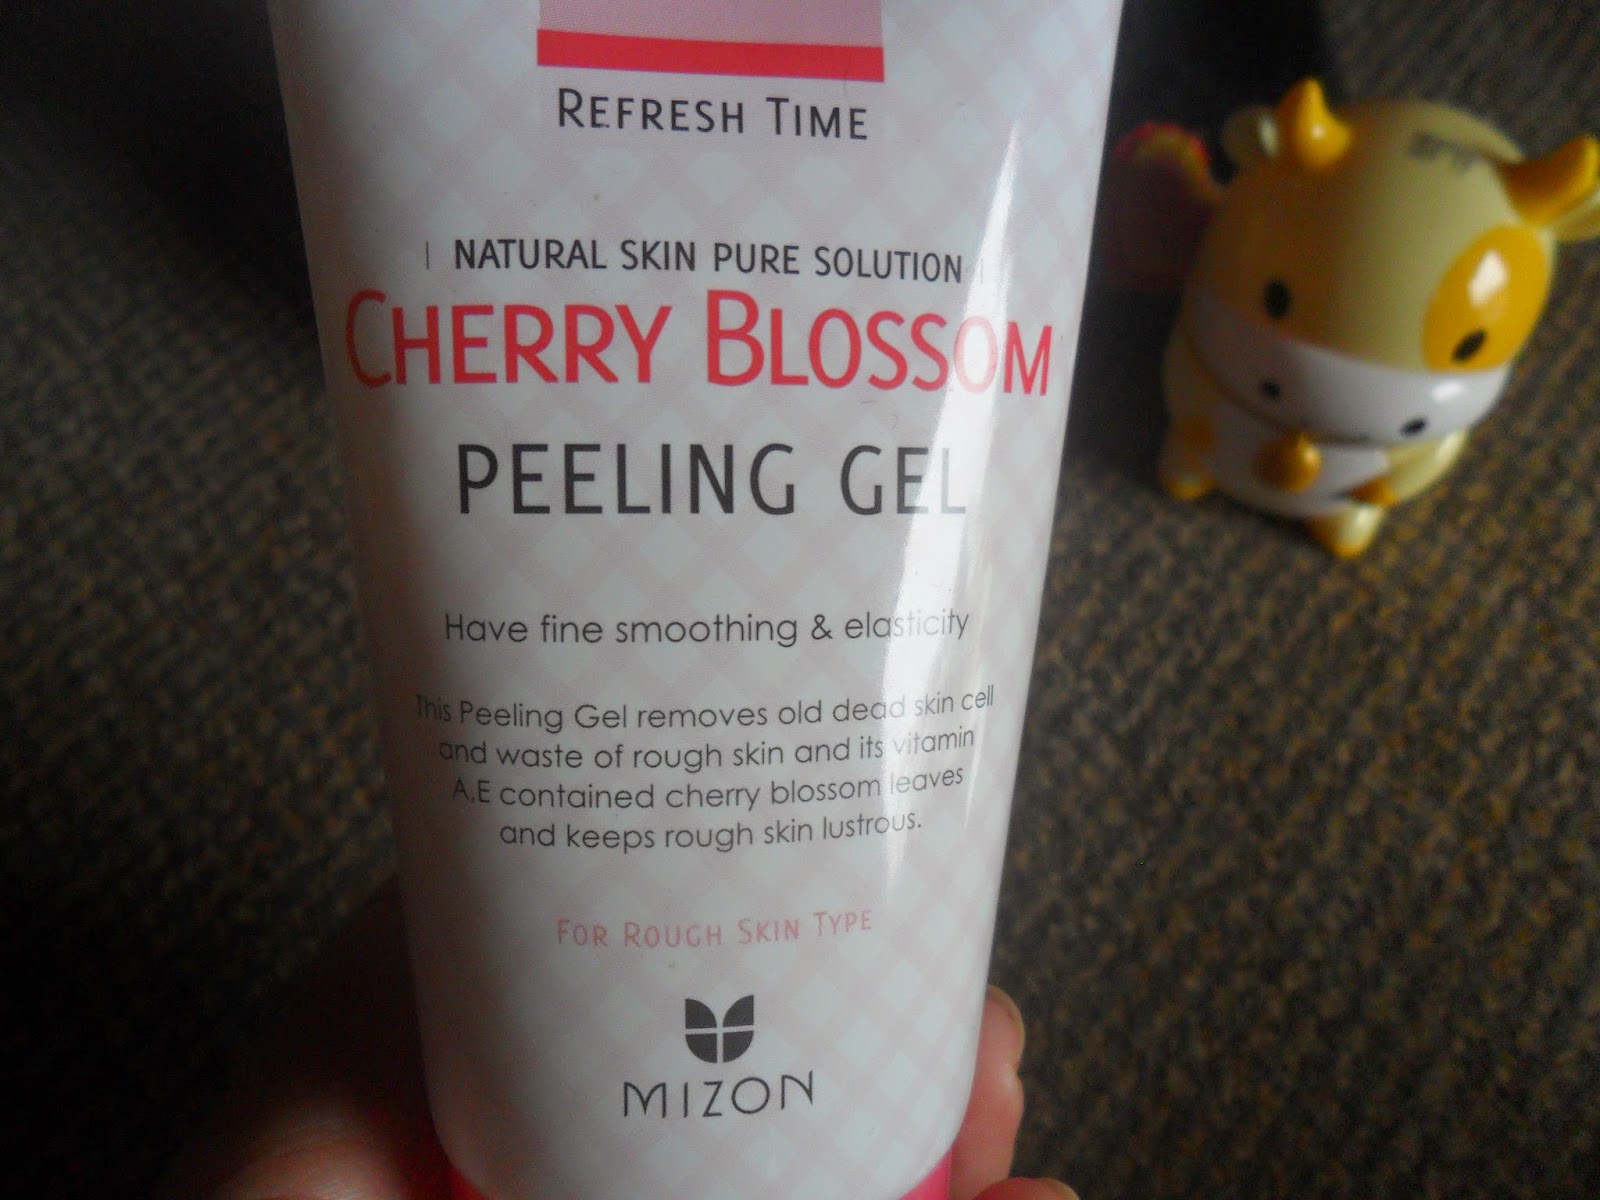 REFRESH TIME
NATURAL SKIN PURE SOLUTION
CHERRY BLOSSOM
PEELING GEL
Have fine smoothing & elasticity
This Peeling Gel removes old dead skin cell
and waste of rough skin and its vitamin
A,E contained cherry blossom leaves
and keeps rough skin lustrous.
FOR ROUGH SKIN TYPE
MIZON